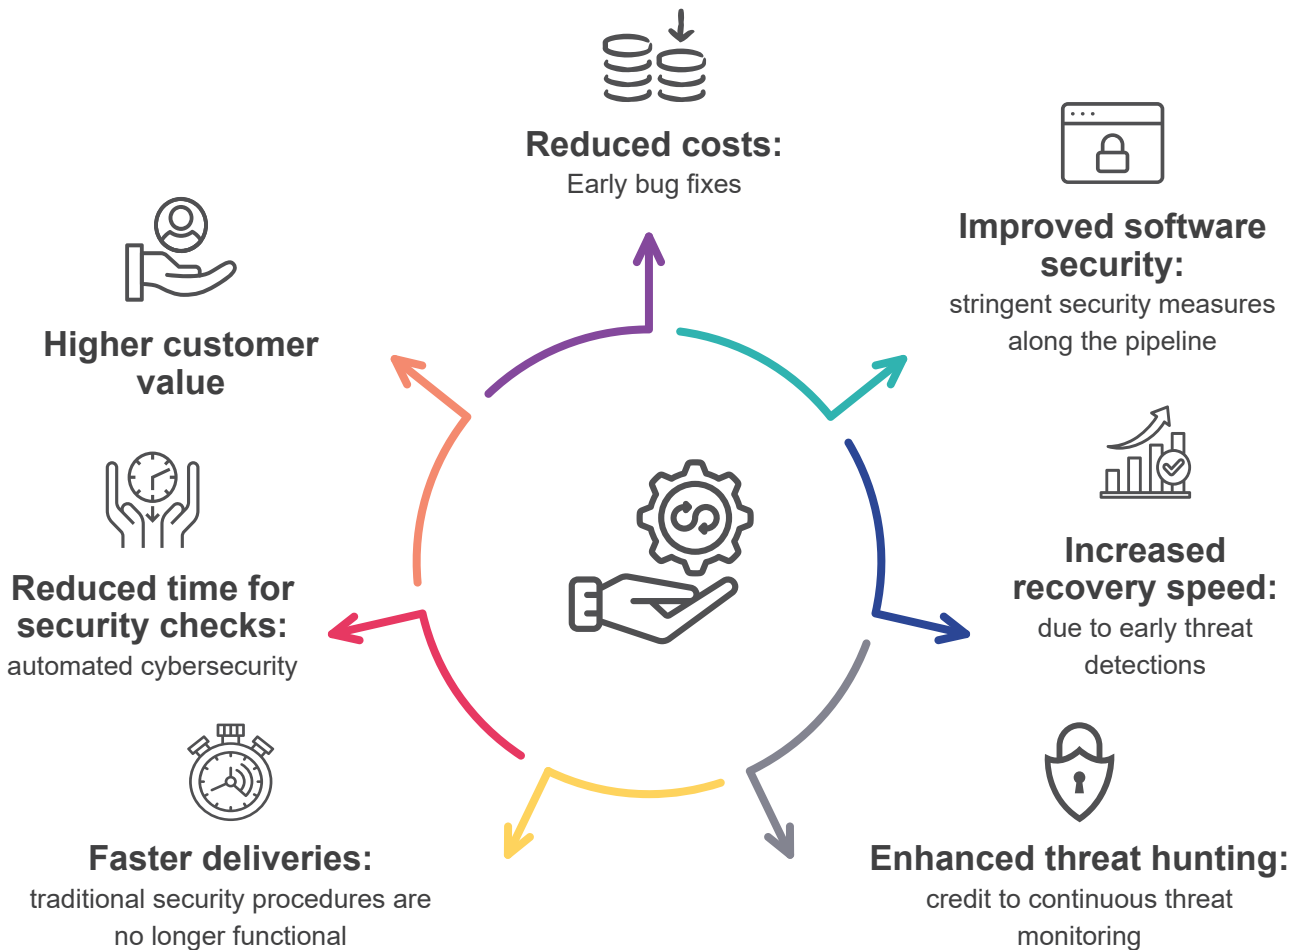 Reduced costs:
Early bug fixes
Improved software
security:
stringent security measures
along the pipeline
Increased
recovery speed:
due to early threat
detections
Enhanced threat hunting:
credit to continuous threat
monitoring
Faster deliveries:
traditional security procedures are
no longer functional
Reduced time for
security checks:
automated cybersecurity
Higher customer
value